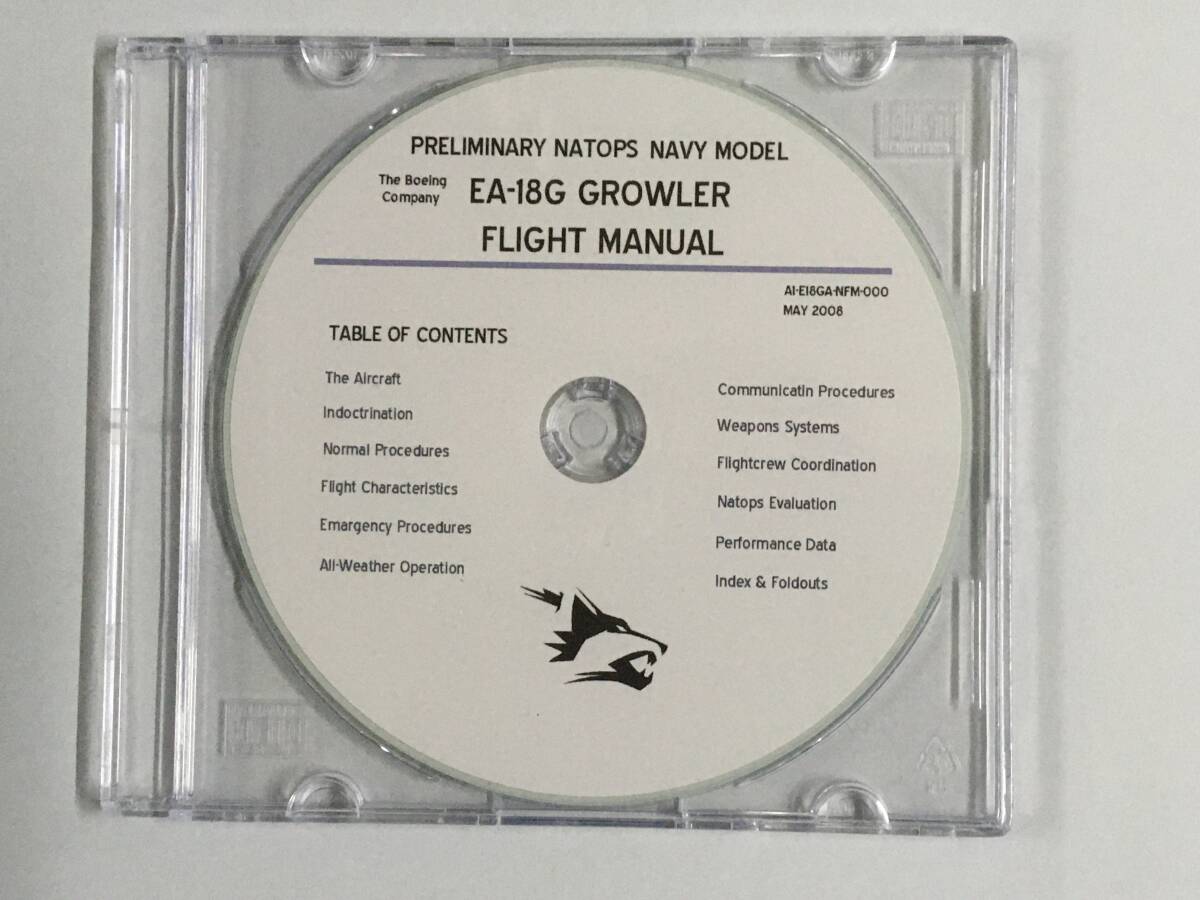 PRELIMINARY NATOPS NAVY MODEL
The Boeing
Company
EA-18G GROWLER
FLIGHT MANUAL
A1-E18GA-NFM-000
MAY 2008
TABLE OF CONTENTS
The Aircraft
Indoctrination
Normal Procedures
Flight Characteristics
Emargency Procedures
All-Weather Operation
Communicatin Procedures
Weapons Systems
Flightcrew Coordination
Natops Evaluation
Performance Data
Index & Foldouts